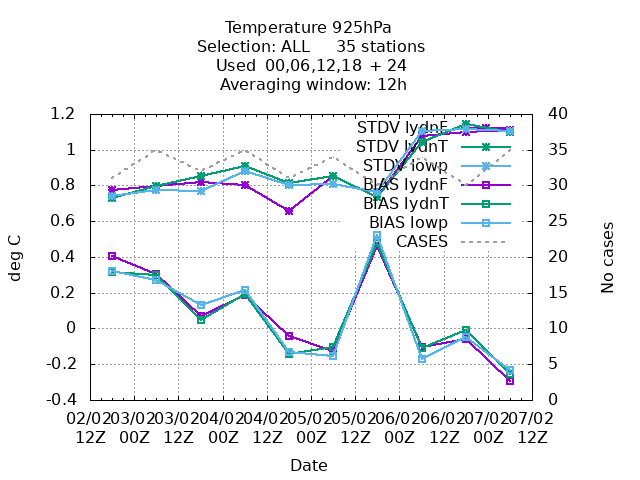 Temperature 925hPa
Selection: ALL 35 stations
Used 00,06,12,18 + 24
Averaging window: 12h
1.2 40
STDV lydnF
1 35
STDV lydnT
STDV lowp
0.8 30
BIAS lydnF
BIAS lydnT
0.6 25
BIAS lowp
CASES
0.4 20
deg C
No cases
0.2 15
0 10
-0.2 5
-0.4 0
02/02 03/02 03/02 04/02 04/02 05/02 05/02 06/02 06/02 07/02 07/02
12Z 00Z 12Z 00Z 12Z 00Z 12Z 00Z 12Z 00Z 12Z
Date